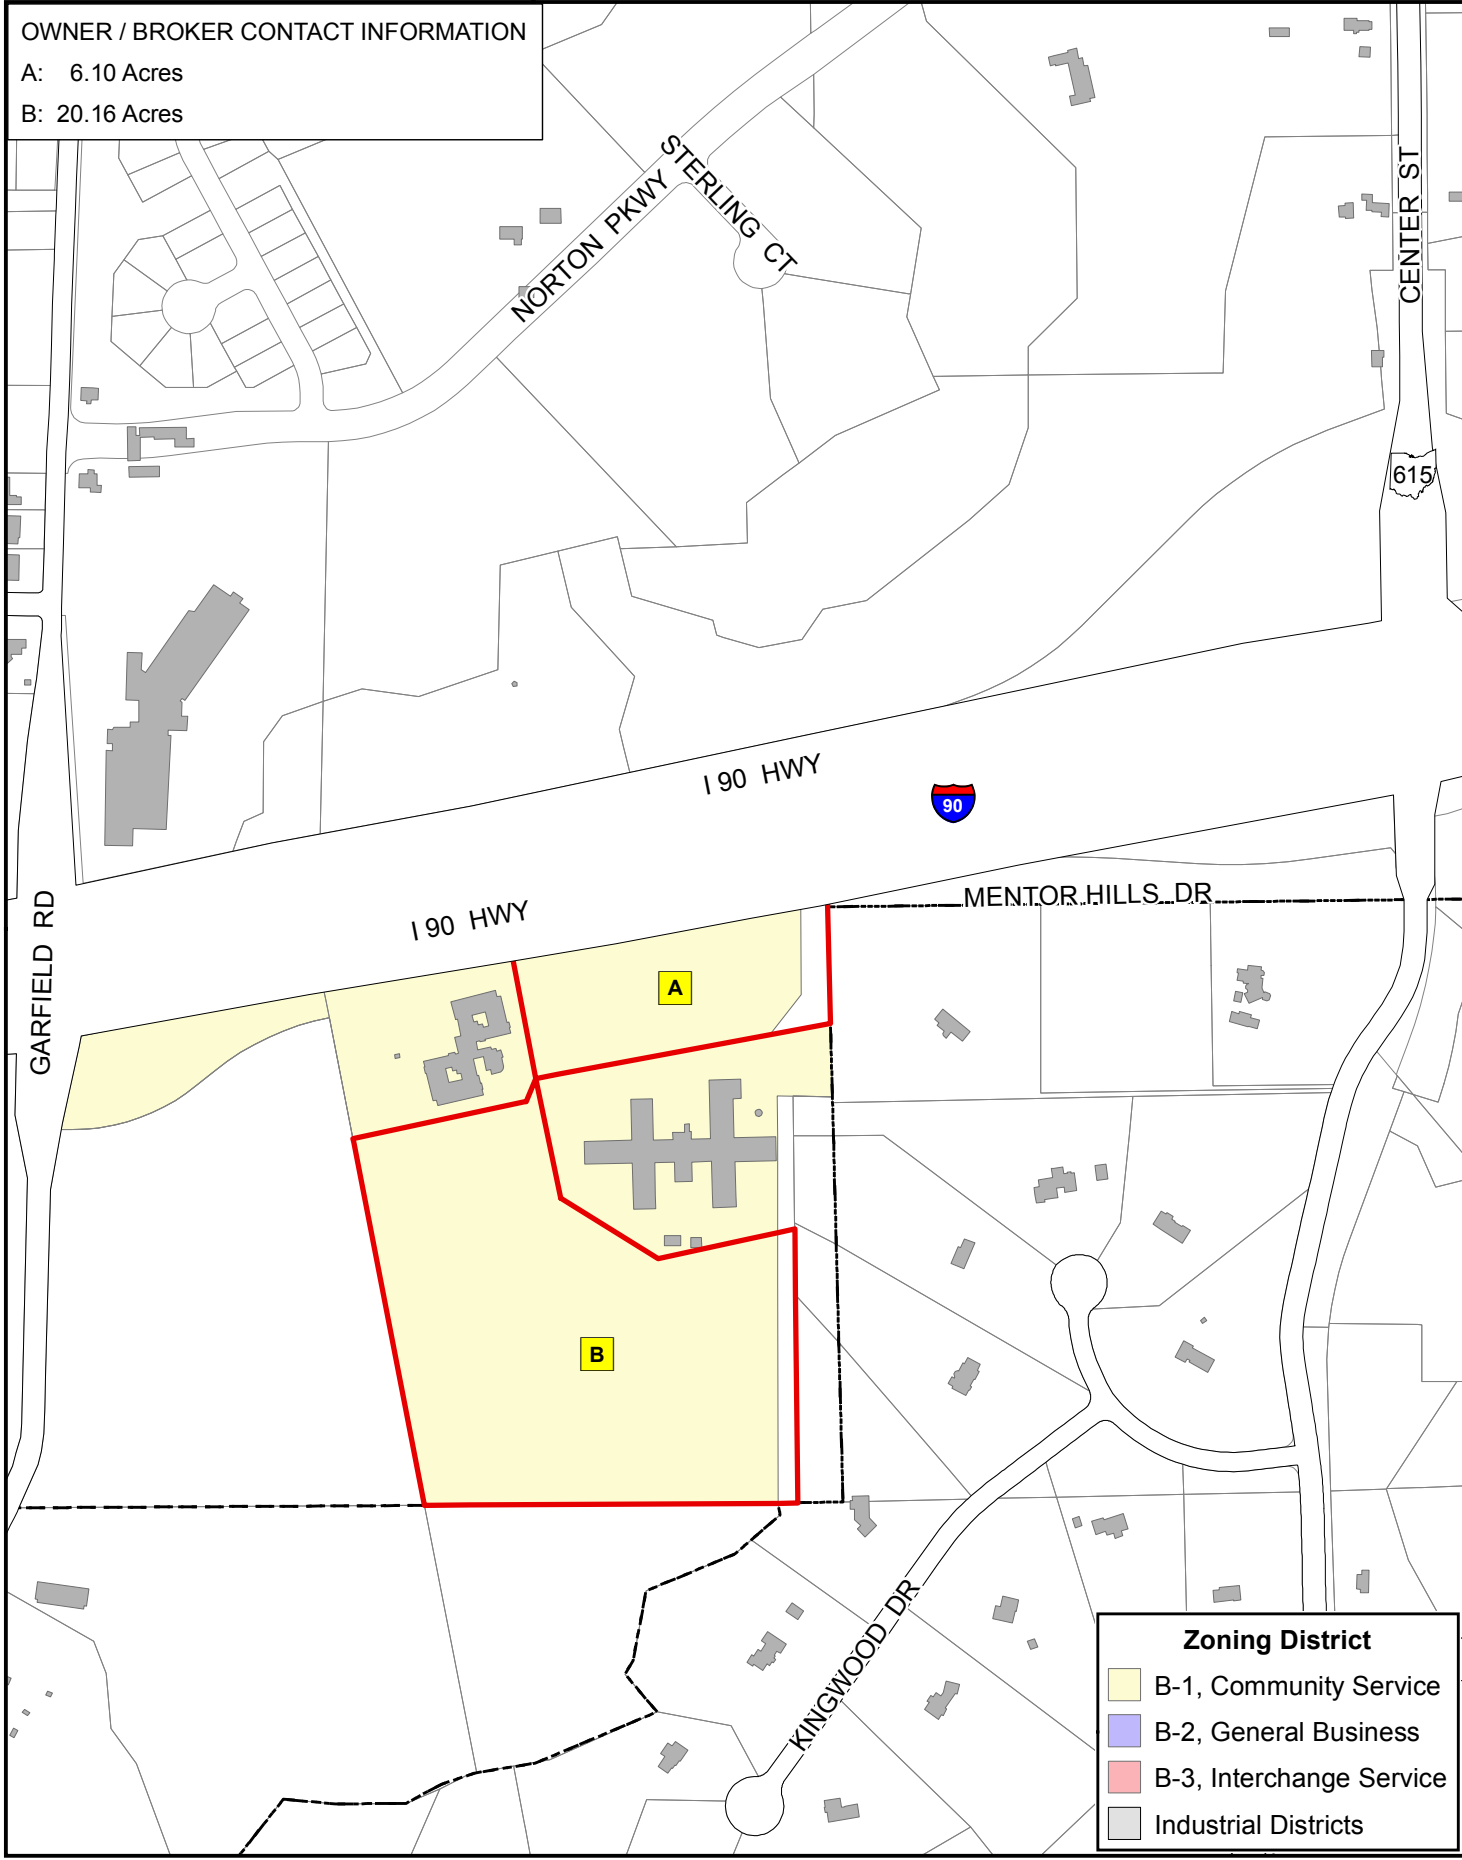 OWNER / BROKER CONTACT INFORMATION
A: 6.10 Acres
B: 20.16 Acres
STERLING CT
NORTON PKWY
CENTER ST
615
I 90 HWY
90
MENTOR HILLS DR
I 90 HWY
GARFIELD RD
A
B
KINGWOOD DR
Zoning District
B-1, Community Service
B-2, General Business
B-3, Interchange Service
Industrial Districts